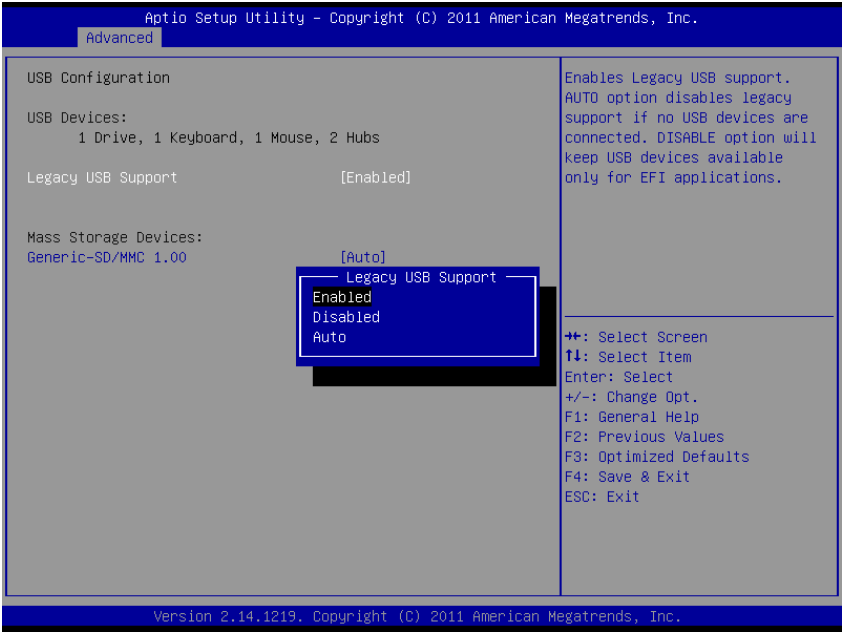 Aptio Setup Utility – Copyright (C) 2011 American Megatrends, Inc.
Advanced
USB Configuration
USB Devices:
1 Drive, 1 Keyboard, 1 Mouse, 2 Hubs
Legacy USB Support [Enabled]
Mass Storage Devices:
Generic-SD/MMC 1.00 [Auto]
Legacy USB Support
Enabled
Disabled
Auto
Enables Legacy USB support.
AUTO option disables legacy
support if no USB devices are
connected. DISABLE option will
keep USB devices available
only for EFI applications.
→←: Select Screen
↑↓: Select Item
Enter: Select
+/-: Change Opt.
F1: General Help
F2: Previous Values
F3: Optimized Defaults
F4: Save & Exit
ESC: Exit
Version 2.14.1219. Copyright (C) 2011 American Megatrends, Inc.